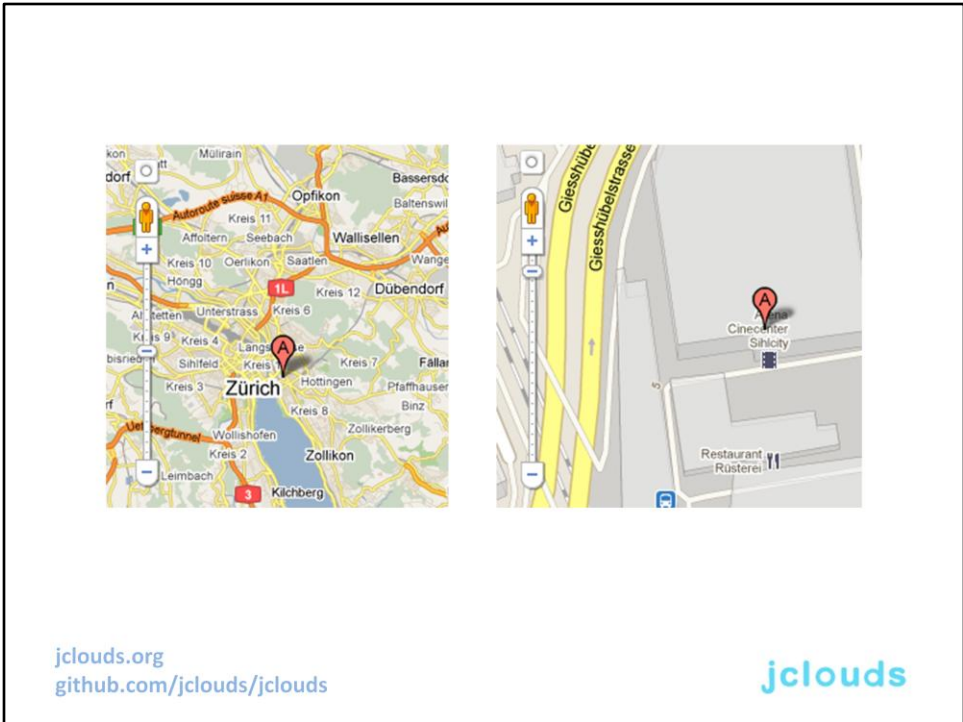 Mülirain
Bassersd
Opfikon
Baltenswil
Autoroute suisse A1
Kreis 11
Affoltern
Seebach
Wallisellen
Kreis 10
Oerlikon
Saatlen
Wange
Höngg
1L
Kreis 12
Dübendorf
Unterstrass
Kreis 6
Kreis 9
Kreis 4
A
Sihlfeld
Kreis 7
Fälla
Kreis 3
Zürich
Hottingen
Pfaffhauser
Binz
Kreis 8
Zollikerberg
Wollishofen
Kreis 2
Zollikon
Leimbach
3
Kilchberg
Giesshübe
Giesshübelstrasse
A
Cinecenter
Sihlcity
5
Restaurant
Rüsterei
jclouds.org
github.com/jclouds/jclouds
jclouds